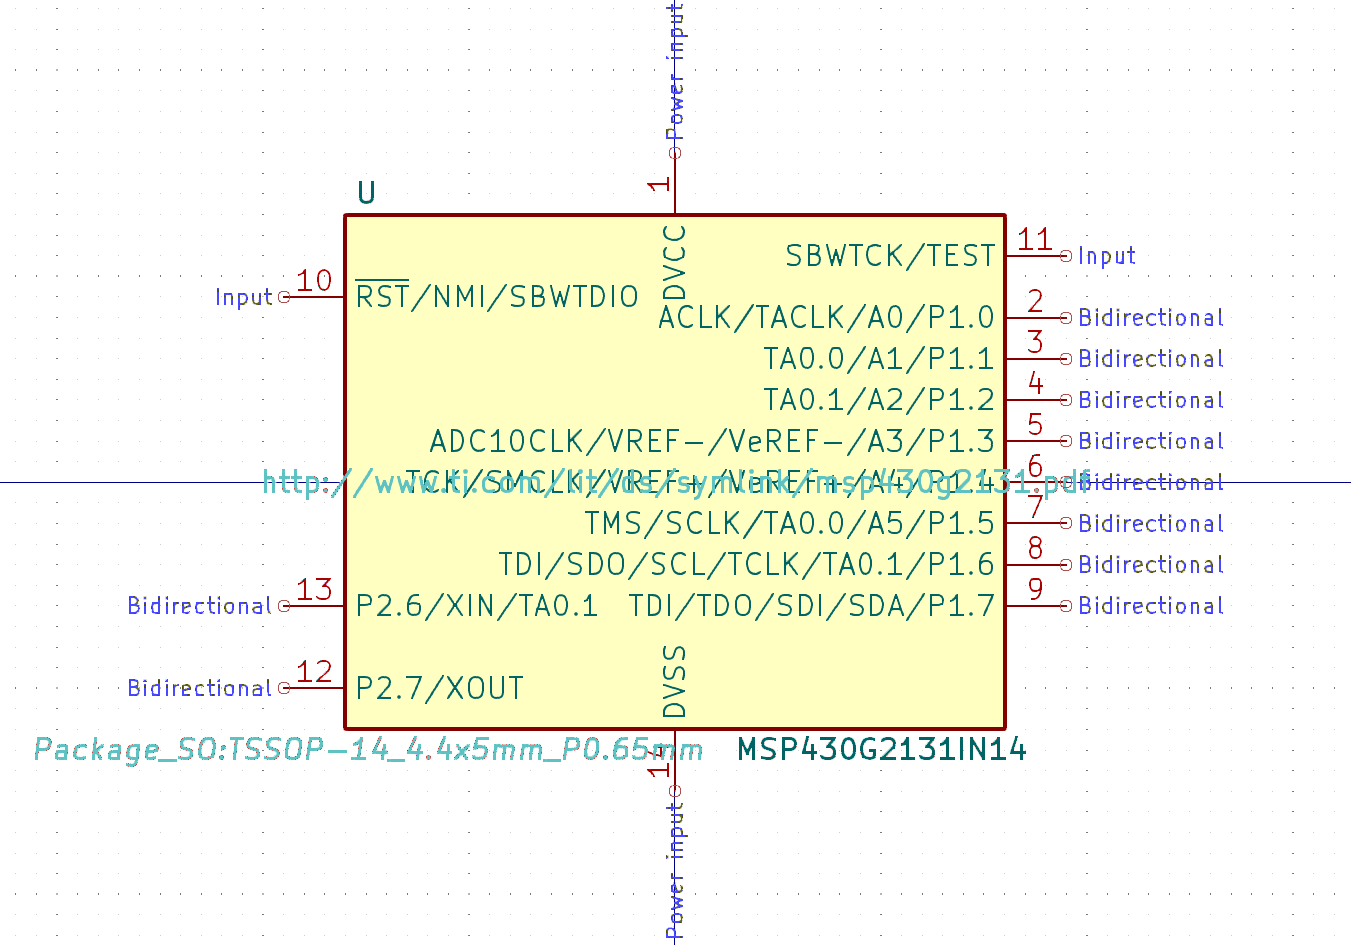 Power input
1
U
DVCC
SBWTCK/TEST 11 Input
Input 10 RST/NMI/SBWTDIO
ACLK/TACLK/A0/P1.0 2 Bidirectional
TA0.0/A1/P1.1 3 Bidirectional
TA0.1/A2/P1.2 4 Bidirectional
ADC10CLK/VREF-/VeREF-/A3/P1.3 5 Bidirectional
TCK/SMCLK/VREF+/VeREF+/A4/P1.4 6 Bidirectional
http://www.ti.com/lit/ds/symlink/msp430g2131.pdf
TMS/SCLK/TA0.0/A5/P1.5 7 Bidirectional
TDI/SDO/SCL/TCLK/TA0.1/P1.6 8 Bidirectional
Bidirectional 13 P2.6/XIN/TA0.1 TDI/TDO/SDI/SDA/P1.7 9 Bidirectional
Bidirectional 12 P2.7/XOUT
DVSS
Package_SO:TSSOP-14_4.4x5mm_P0.65mm MSP430G2131IN14
14
Power input